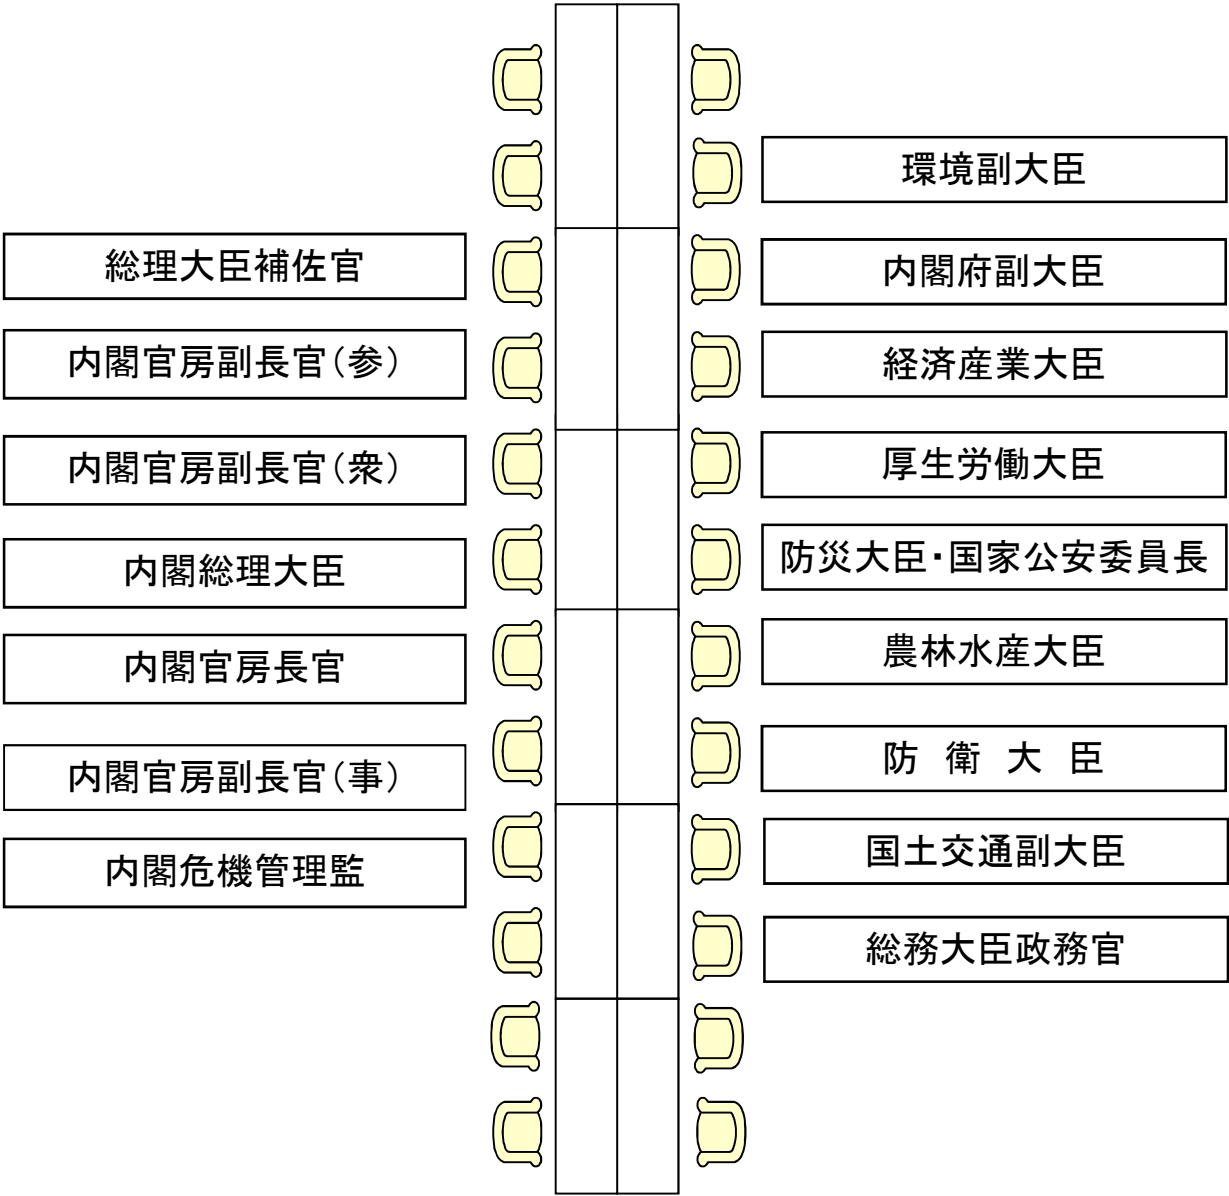 総理大臣補佐官
内閣官房副長官（参）
内閣官房副長官（衆）
内閣総理大臣
内閣官房長官
内閣官房副長官（事）
内閣危機管理監
環境副大臣
内閣府副大臣
経済産業大臣
厚生労働大臣
防災大臣・国家公安委員長
農林水産大臣
防　衛　大　臣
国土交通副大臣
総務大臣政務官